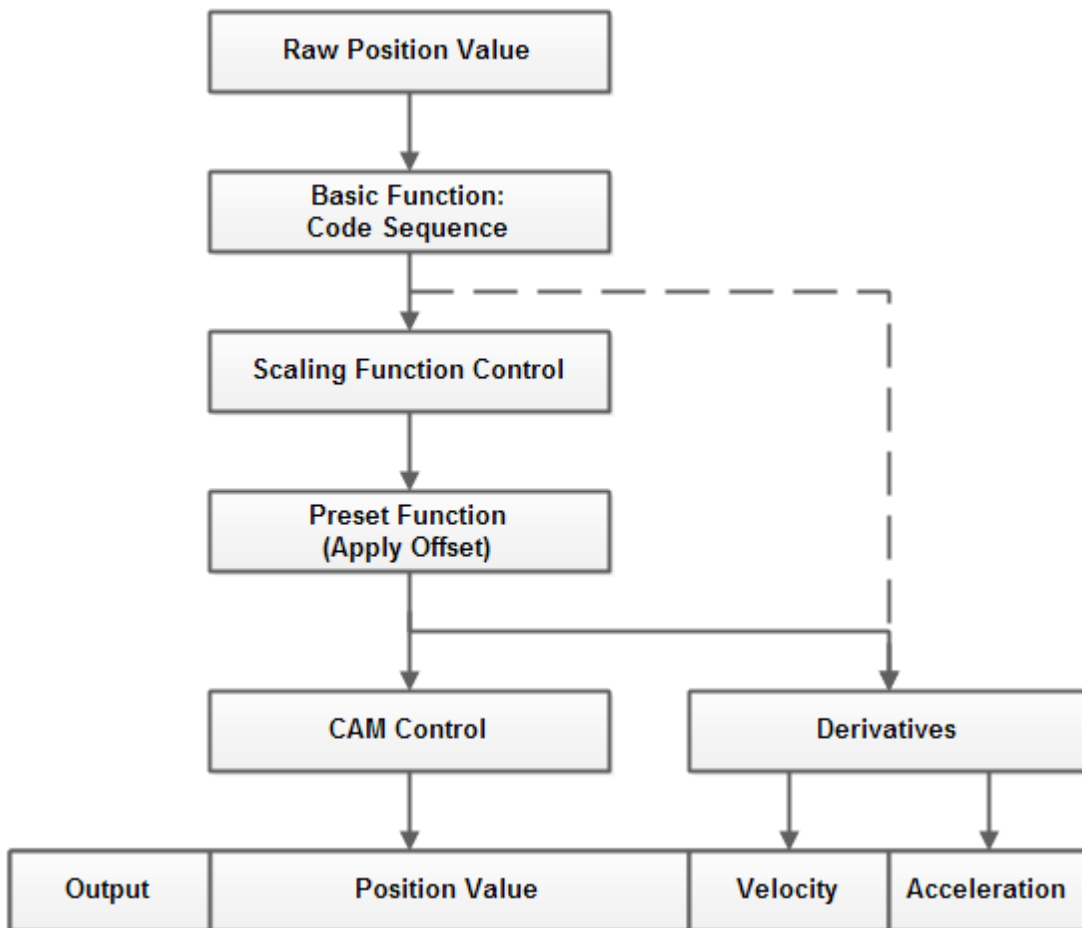 Raw Position Value
Basic Function:
Code Sequence
Scaling Function Control
Preset Function
(Apply Offset)
CAM Control
Derivatives
Output
Position Value
Velocity
Acceleration